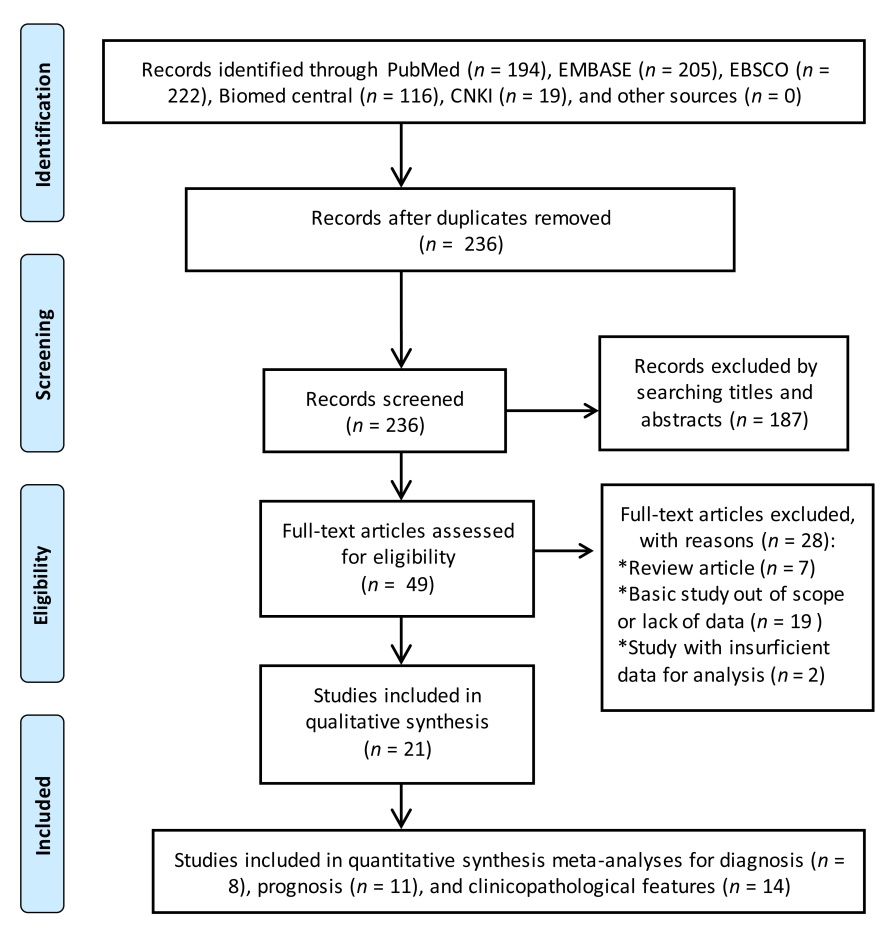 Identification
Records identified through PubMed (n = 194), EMBASE (n = 205), EBSCO (n =
222), Biomed central (n = 116), CNKI (n = 19), and other sources (n = 0)
Records after duplicates removed
(n = 236)
Screening
Records screened
(n = 236)
Records excluded by
searching titles and
abstracts (n = 187)
Eligibility
Full-text articles assessed
for eligibility
(n = 49)
Full-text articles excluded,
with reasons (n = 28):
*Review article (n = 7)
*Basic study out of scope
or lack of data (n = 19 )
*Study with insufficient
data for analysis (n = 2)
Studies included in
qualitative synthesis
(n = 21)
Included
Studies included in quantitative synthesis meta-analyses for diagnosis (n =
8), prognosis (n = 11), and clinicopathological features (n = 14)